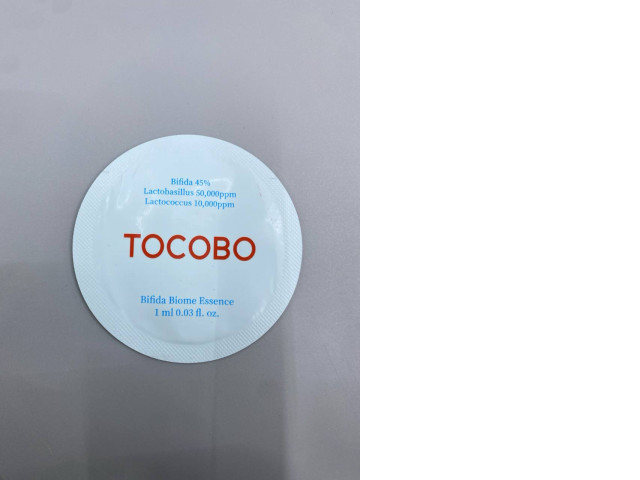 Bifida 45%
Lactobasillus 50,000ppm
Lactococcus 10,000ppm
TOCOBO
Bifida Biome Essence
1 ml 0.03 fl. oz.